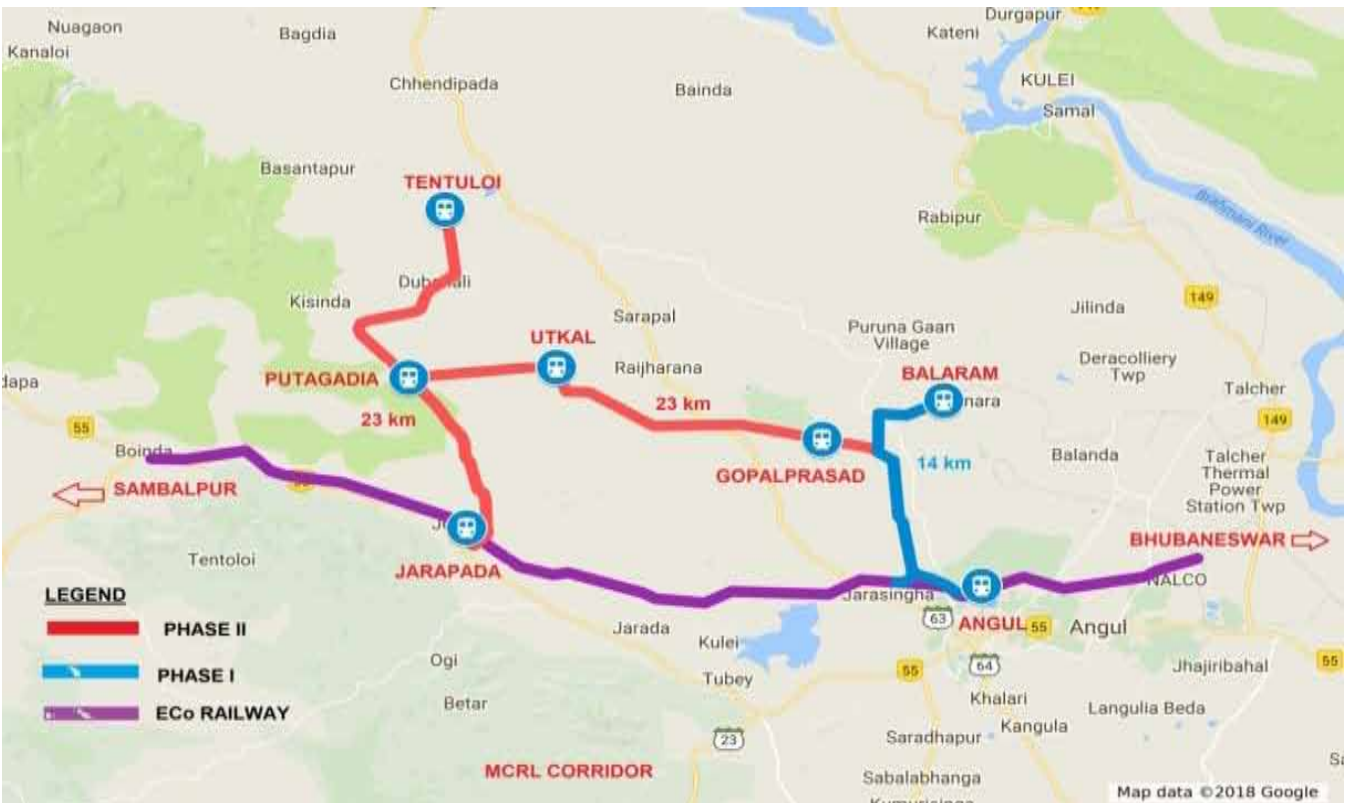 Nuagaon
Kanaloi
Bagdia
Durgapur
Kateni
Chhendipada
Bainda
KULEI
Samal
Basantapur
TENTULOI
Rabipur
Brahmani River
Kisinda
149
Jilinda
Sarapal
Puruna Gaan
Village
UTKAL
Raijharana
Deracolliery
Twp
PUTAGADIA
BALARAM
nara
Talcher
dapa
23 km
23 km
55
149
Boinda
14 km
Balanda
Talcher
Thermal
Power
Station Twp
GOPALPRASAD
SAMBALPUR
BHUBANESWAR
Tentoloi
JARAPADA
NALCO
LEGEND
Jarasingha
PHASE II
63
ANGUL
55
Angul
Jarada
Kulei
Ogi
55
64
Jhajiribahal
55
PHASE I
Tubey
Khalari
Betar
Langulia Beda
ECo RAILWAY
Kangula
23
Saradhapur
MCRL CORRIDOR
Sabalabhanga
Map data ©2018 Google